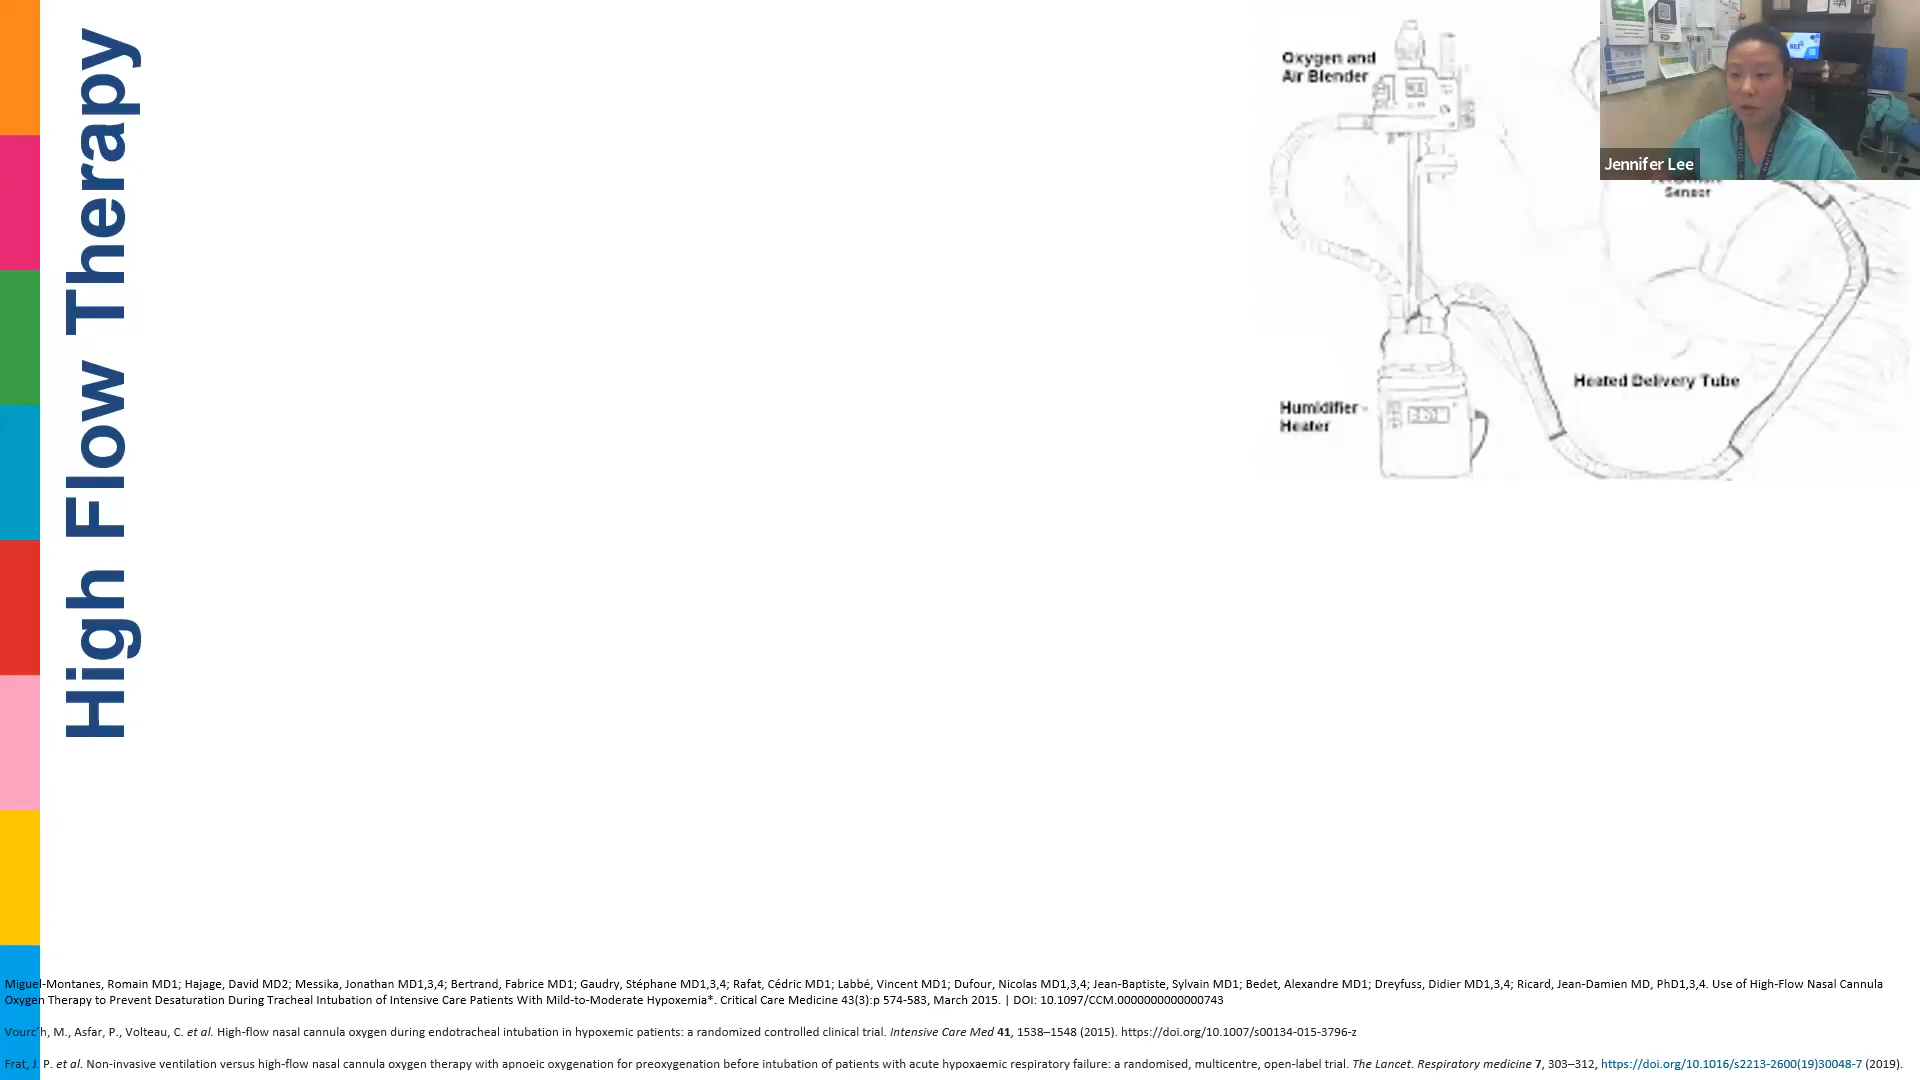 High Flow Therapy
Oxygen and
Air Blender
Jennifer Lee
Sensor
Heated Delivery Tube
Humidifier -
Heater
Miguel-Montanes, Romain MD1; Hajage, David MD2; Messika, Jonathan MD1,3,4; Bertrand, Fabrice MD1; Gaudry, Stéphane MD1,3,4; Rafat, Cédric MD1; Labbé, Vincent MD1; Dufour, Nicolas MD1,3,4; Jean-Baptiste, Sylvain MD1; Bedet, Alexandre MD1; Dreyfuss, Didier MD1,3,4; Ricard, Jean-Damien MD, PhD1,3,4. Use of High-Flow Nasal Cannula
Oxygen Therapy to Prevent Desaturation During Tracheal Intubation of Intensive Care Patients With Mild-to-Moderate Hypoxemia*. Critical Care Medicine 43(3):p 574-583, March 2015. | DOI: 10.1097/CCM.0000000000000743
Vourc'h, M., Asfar, P., Volteau, C. et al. High-flow nasal cannula oxygen during endotracheal intubation in hypoxemic patients: a randomized controlled clinical trial. Intensive Care Med 41, 1538–1548 (2015). https://doi.org/10.1007/s00134-015-3796-z
Frat, J. P. et al. Non-invasive ventilation versus high-flow nasal cannula oxygen therapy with apnoeic oxygenation for preoxygenation before intubation of patients with acute hypoxaemic respiratory failure: a randomised, multicentre, open-label trial. The Lancet. Respiratory medicine 7, 303–312, https://doi.org/10.1016/s2213-2600(19)30048-7 (2019).